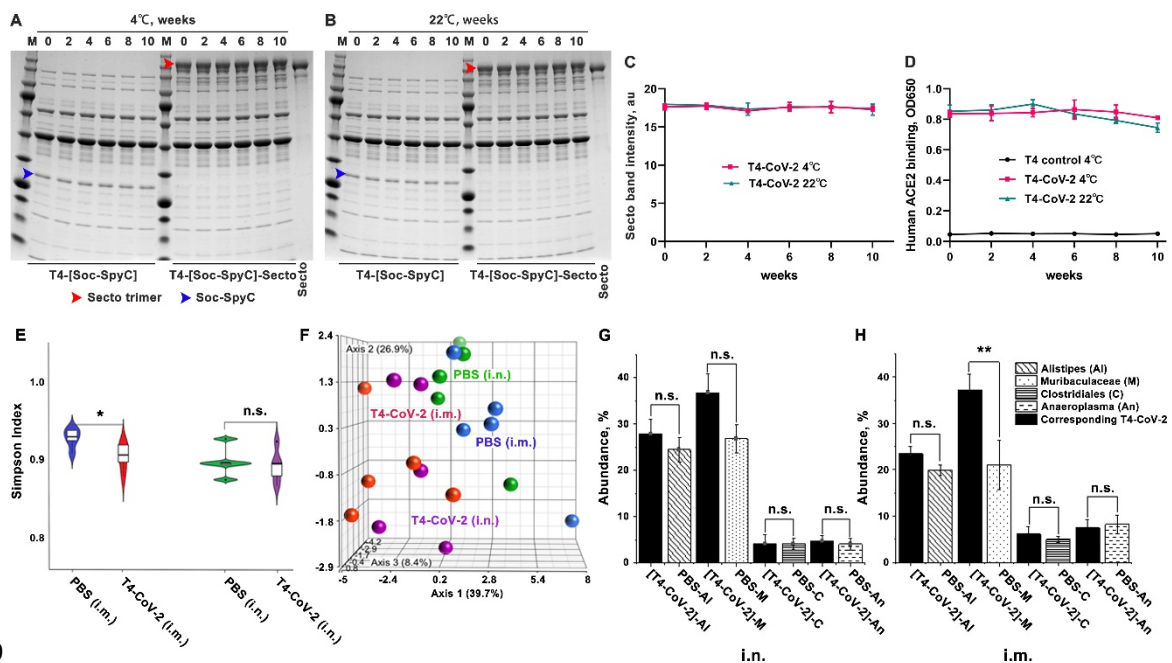 A
4℃, weeks
M 0 2 4 6 8 10 M 0 2 4 6 8 10
T4-[Soc-SpyC] T4-[Soc-SpyC]-Secto
Secto
B
22℃, weeks
M 0 2 4 6 8 10 M 0 2 4 6 8 10
T4-[Soc-SpyC] T4-[Soc-SpyC]-Secto
Secto
Secto trimer Soc-SpyC
C
Secto band intensity, au
20
15
10
5
0
T4-CoV-2 4℃
T4-CoV-2 22℃
0 2 4 6 8 10
weeks
D
Human ACE2 binding, OD650
1.0
0.8
0.6
0.4
0.2
0.0
T4 control 4℃
T4-CoV-2 4℃
T4-CoV-2 22℃
0 2 4 6 8 10
weeks
E
Simpson Index
1.0
0.9
0.8
*
n.s.
PBS (i.m.)
T4-CoV-2 (i.m.)
PBS (i.n.)
T4-CoV-2 (i.n.)
F
2.4
1.3
0.3
-0.8
-1.8
-2.9
Axis 2 (26.9%)
PBS (i.n.)
T4-CoV-2 (i.m.)
PBS (i.m.)
T4-CoV-2 (i.n.)
Axis 3 (8.4%)
-5 -2.4 0.2 2.8 5.4 8
Axis 1 (39.7%)
G
Abundance, %
40
30
20
10
0
n.s.
n.s.
n.s.
n.s.
[T4-CoV-2]-Al
PBS-Al
[T4-CoV-2]-M
PBS-M
[T4-CoV-2]-C
PBS-C
[T4-CoV-2]-An
PBS-An
i.n.
H
Abundance, %
40
30
20
10
0
n.s.
**
n.s.
n.s.
Alistipes (Al)
Muribaculaceae (M)
Clostridiales (C)
Anaeroplasma (An)
Corresponding T4-CoV-2
[T4-CoV-2]-Al
PBS-Al
[T4-CoV-2]-M
PBS-M
[T4-CoV-2]-C
PBS-C
[T4-CoV-2]-An
PBS-An
i.m.